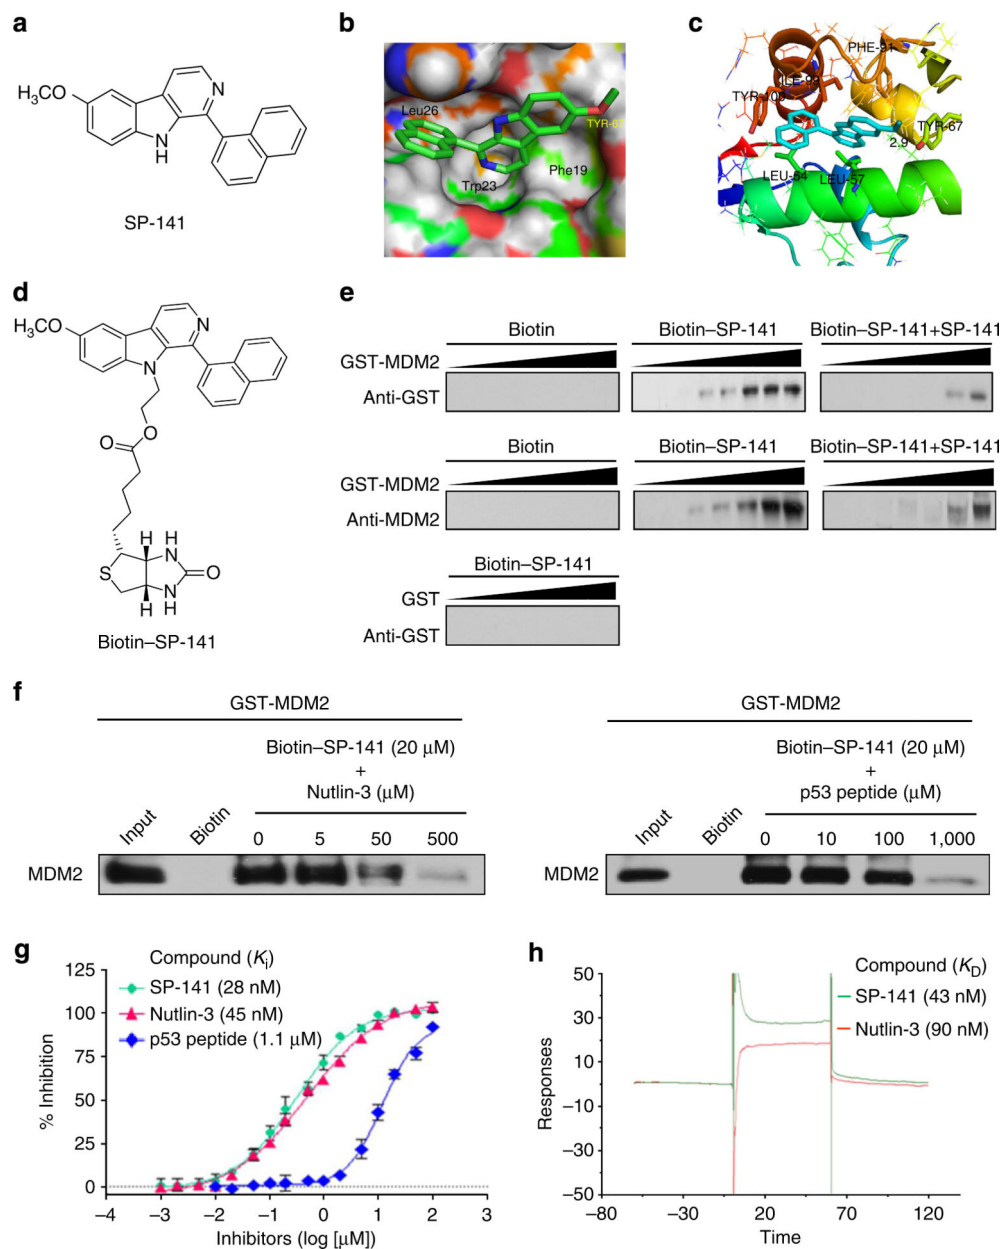 a
H₃CO
N
N
H
SP-141
b
Leu26
TYR-67
Trp23
Phe19
c
PHE-91
ILE-99
TYR-100
TYR-67
2.9
LEU-54
LEU-57
d
H₃CO
N
N
O
O
H
H
N
S
O
N
H
H
Biotin–SP-141
e
Biotin
Biotin–SP-141
Biotin–SP-141+SP-141
GST-MDM2
Anti-GST
Biotin
Biotin–SP-141
Biotin–SP-141+SP-141
GST-MDM2
Anti-MDM2
Biotin–SP-141
GST
Anti-GST
f
GST-MDM2
Biotin–SP-141 (20 μM)
+
Nutlin-3 (μM)
Input
Biotin
0 5 50 500
MDM2
GST-MDM2
Biotin–SP-141 (20 μM)
+
p53 peptide (μM)
Input
Biotin
0 10 100 1,000
MDM2
g
Compound (Ki)
SP-141 (28 nM)
Nutlin-3 (45 nM)
p53 peptide (1.1 μM)
125
100
75
50
25
0
% Inhibition
–4 –3 –2 –1 0 1 2 3
Inhibitors (log [μM])
h
Compound (KD)
SP-141 (43 nM)
Nutlin-3 (90 nM)
50
30
10
–10
–30
–50
Responses
–80 –30 20 70 120
Time